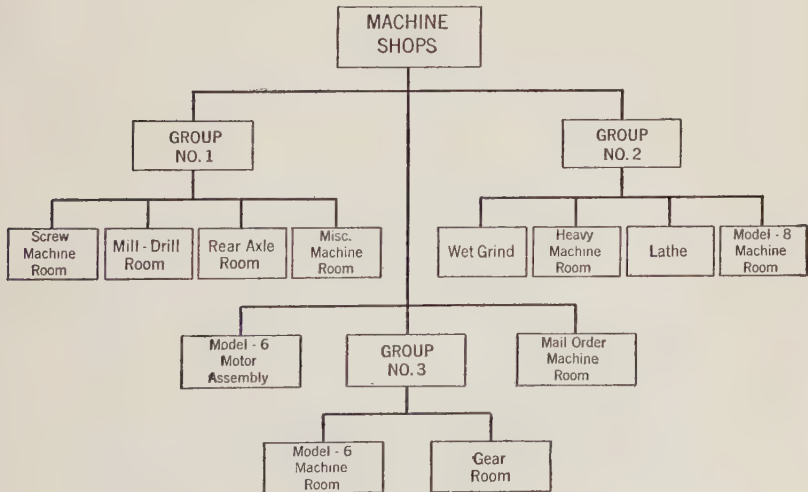 MACHINE
SHOPS
GROUP
NO. 1
GROUP
NO. 2
Screw
Machine
Room
Mill - Drill
Room
Rear Axle
Room
Misc.
Machine
Room
Wet Grind
Heavy
Machine
Room
Lathe
Model - 8
Machine
Room
Model - 6
Motor
Assembly
GROUP
NO. 3
Mail Order
Machine
Room
Model - 6
Machine
Room
Gear
Room